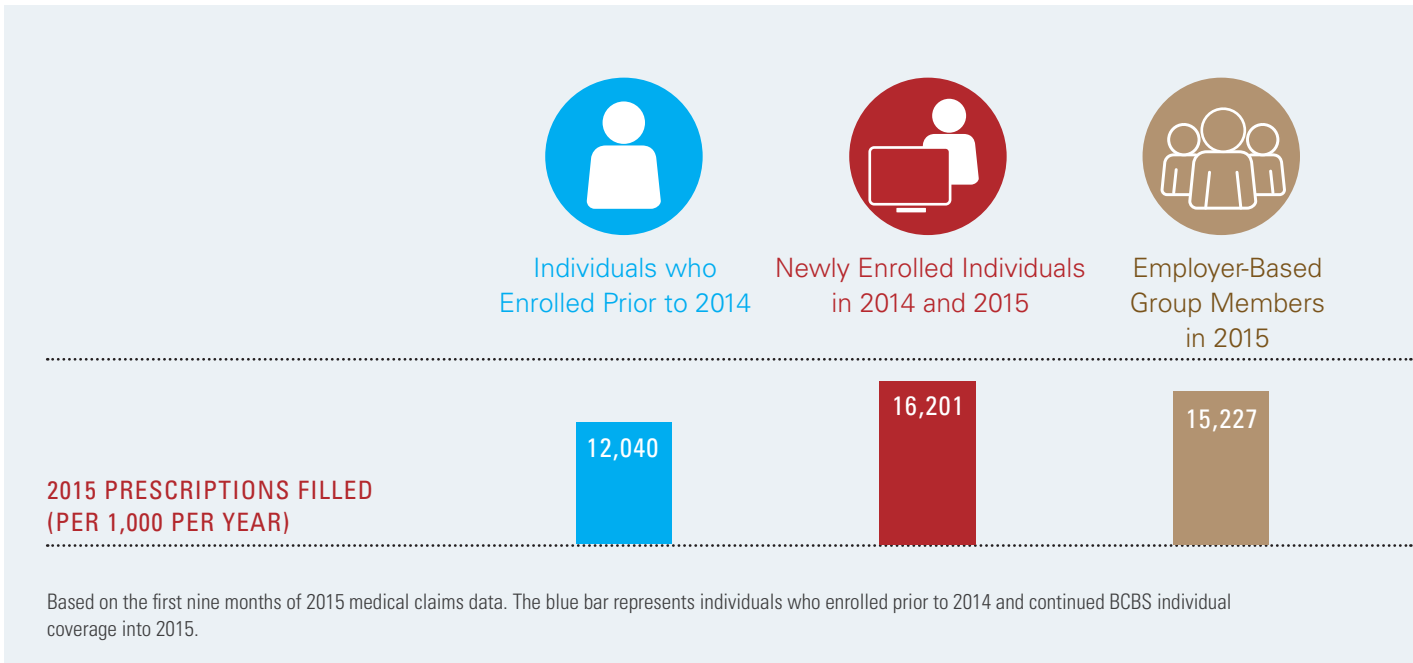 Individuals who
Enrolled Prior to 2014
Newly Enrolled Individuals
in 2014 and 2015
Employer-Based
Group Members
in 2015
2015 PRESCRIPTIONS FILLED
(PER 1,000 PER YEAR)
12,040
16,201
15,227
Based on the first nine months of 2015 medical claims data. The blue bar represents individuals who enrolled prior to 2014 and continued BCBS individual
coverage into 2015.